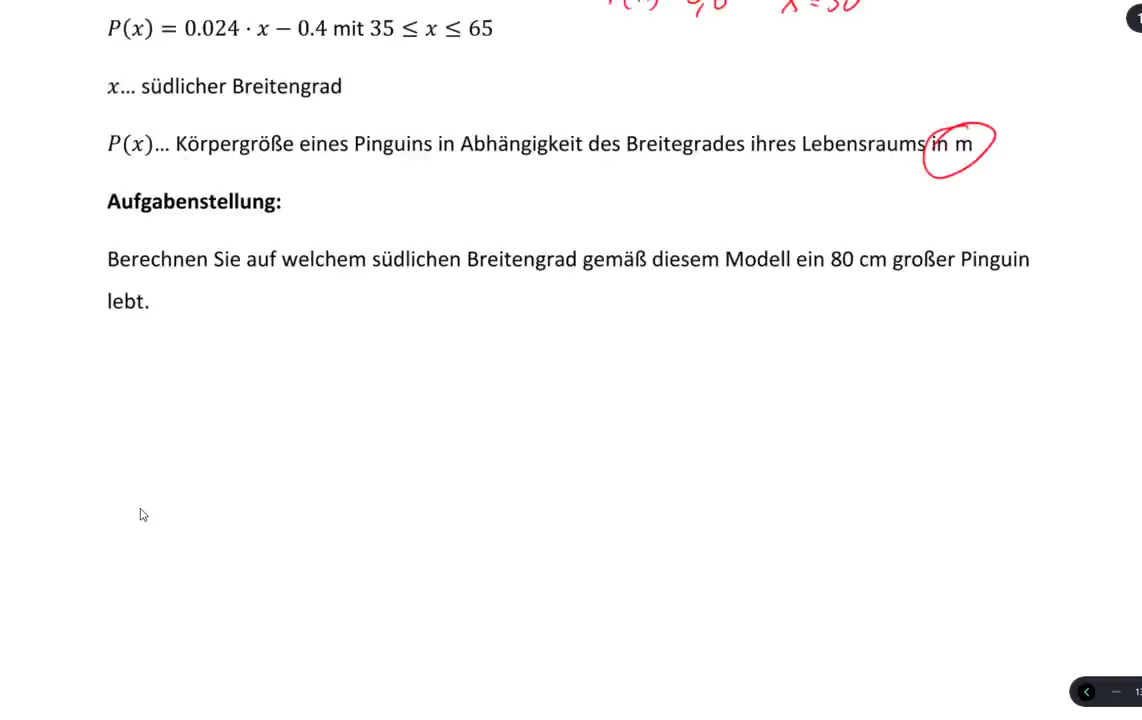 P(x) = 0.024 · x − 0.4 mit 35 ≤ x ≤ 65
x… südlicher Breitengrad
P(x)… Körpergröße eines Pinguins in Abhängigkeit des Breitegrades ihres Lebensraums in m
Aufgabenstellung:
Berechnen Sie auf welchem südlichen Breitengrad gemäß diesem Modell ein 80 cm großer Pinguin
lebt.